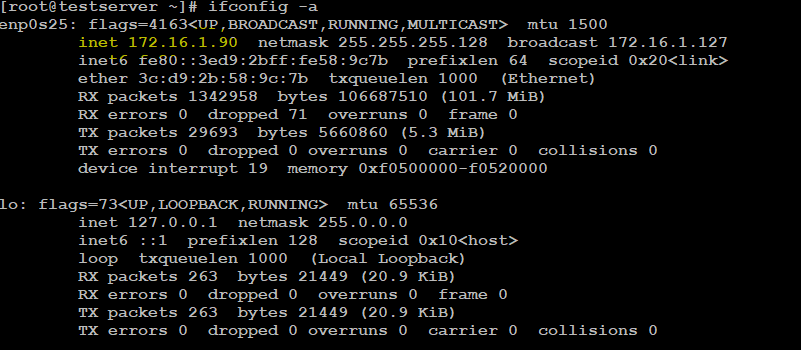 [root@testserver ~]# ifconfig -a
enp0s25: flags=4163<UP,BROADCAST,RUNNING,MULTICAST>  mtu 1500
        inet 172.16.1.90  netmask 255.255.255.128  broadcast 172.16.1.127
        inet6 fe80::3ed9:2bff:fe58:9c7b  prefixlen 64  scopeid 0x20<link>
        ether 3c:d9:2b:58:9c:7b  txqueuelen 1000  (Ethernet)
        RX packets 1342958  bytes 106687510 (101.7 MiB)
        RX errors 0  dropped 71  overruns 0  frame 0
        TX packets 29693  bytes 5660860 (5.3 MiB)
        TX errors 0  dropped 0 overruns 0  carrier 0  collisions 0
        device interrupt 19  memory 0xf0500000-f0520000

lo: flags=73<UP,LOOPBACK,RUNNING>  mtu 65536
        inet 127.0.0.1  netmask 255.0.0.0
        inet6 ::1  prefixlen 128  scopeid 0x10<host>
        loop  txqueuelen 1000  (Local Loopback)
        RX packets 263  bytes 21449 (20.9 KiB)
        RX errors 0  dropped 0  overruns 0  frame 0
        TX packets 263  bytes 21449 (20.9 KiB)
        TX errors 0  dropped 0 overruns 0  carrier 0  collisions 0